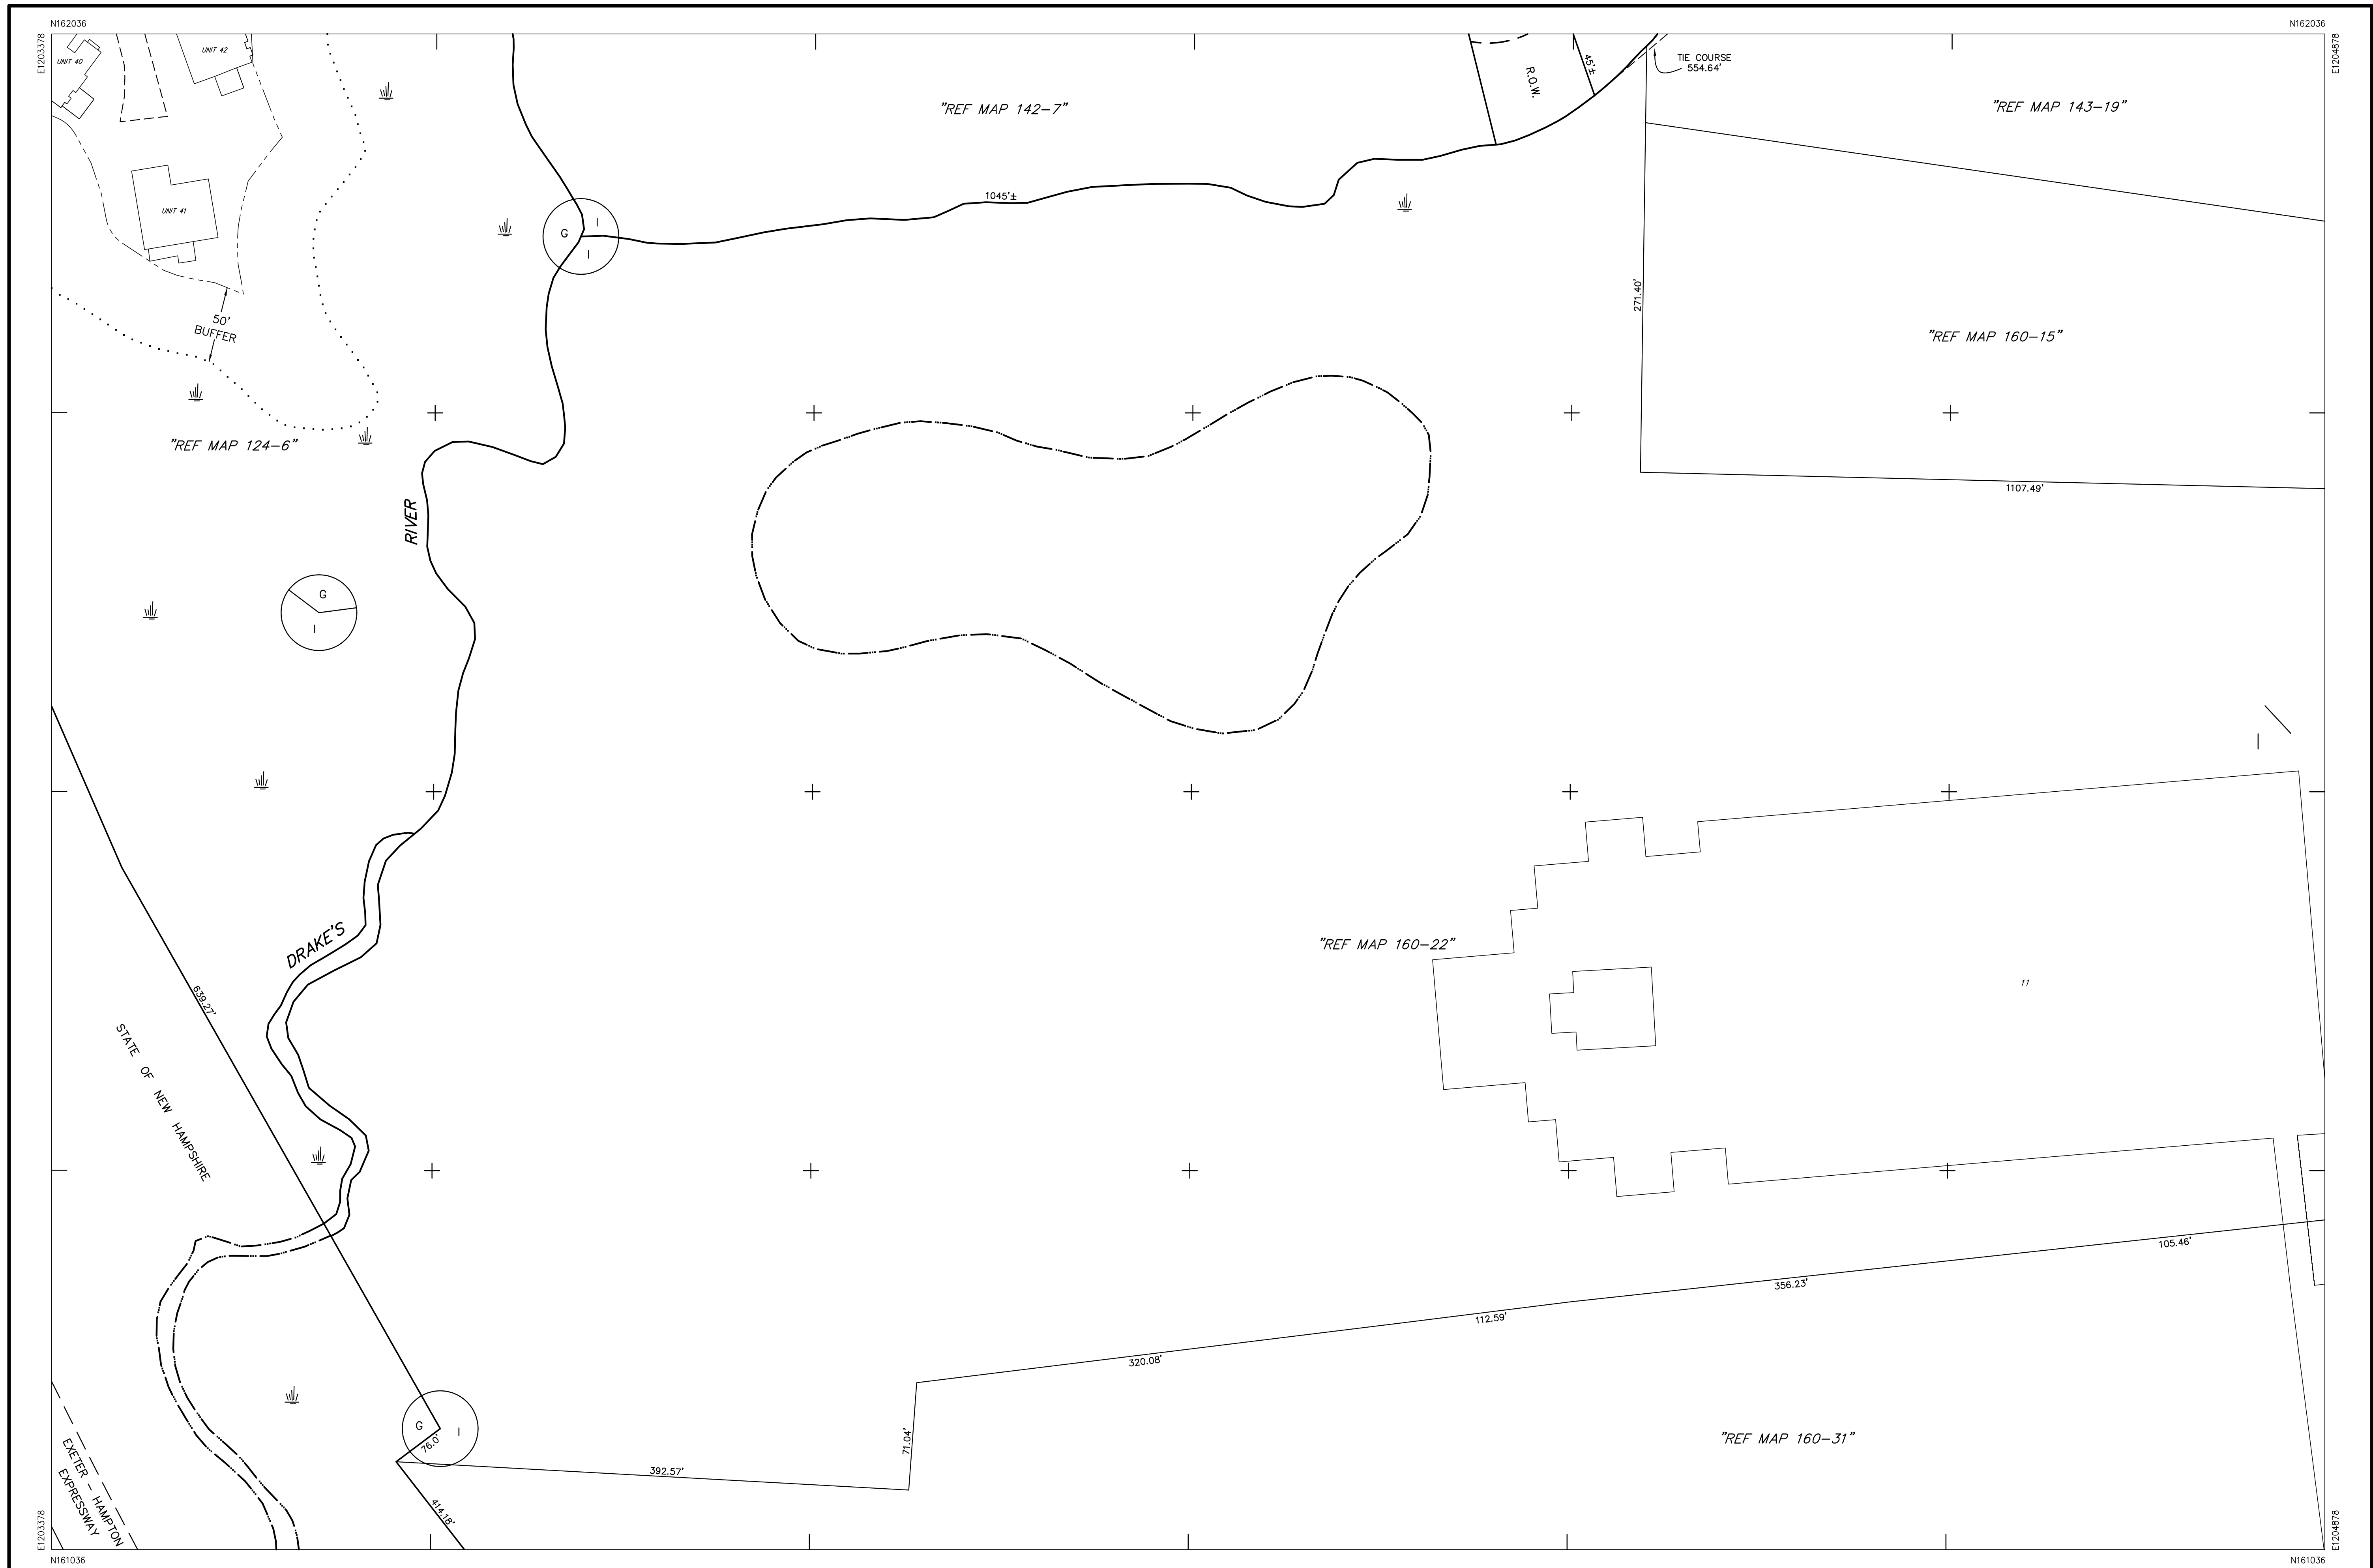 N162036
N162036
E1203378
E1204878
UNIT 40
UNIT 42
TIE COURSE
554.64'
45'±
R.O.W.
"REF MAP 142-7"
"REF MAP 143-19"
1045'±
UNIT 41
G
I
I
271.40'
50'
BUFFER
"REF MAP 160-15"
"REF MAP 124-6"
1107.49'
RIVER
G
I
I
DRAKE'S
"REF MAP 160-22"
11
639.27'
STATE OF NEW HAMPSHIRE
105.46'
356.23'
112.59'
320.08'
G
I
76.0'
71.04'
"REF MAP 160-31"
392.57'
414.18'
EXETER - HAMPTON
EXPRESSWAY
E1203378
E1204878
N161036
N161036